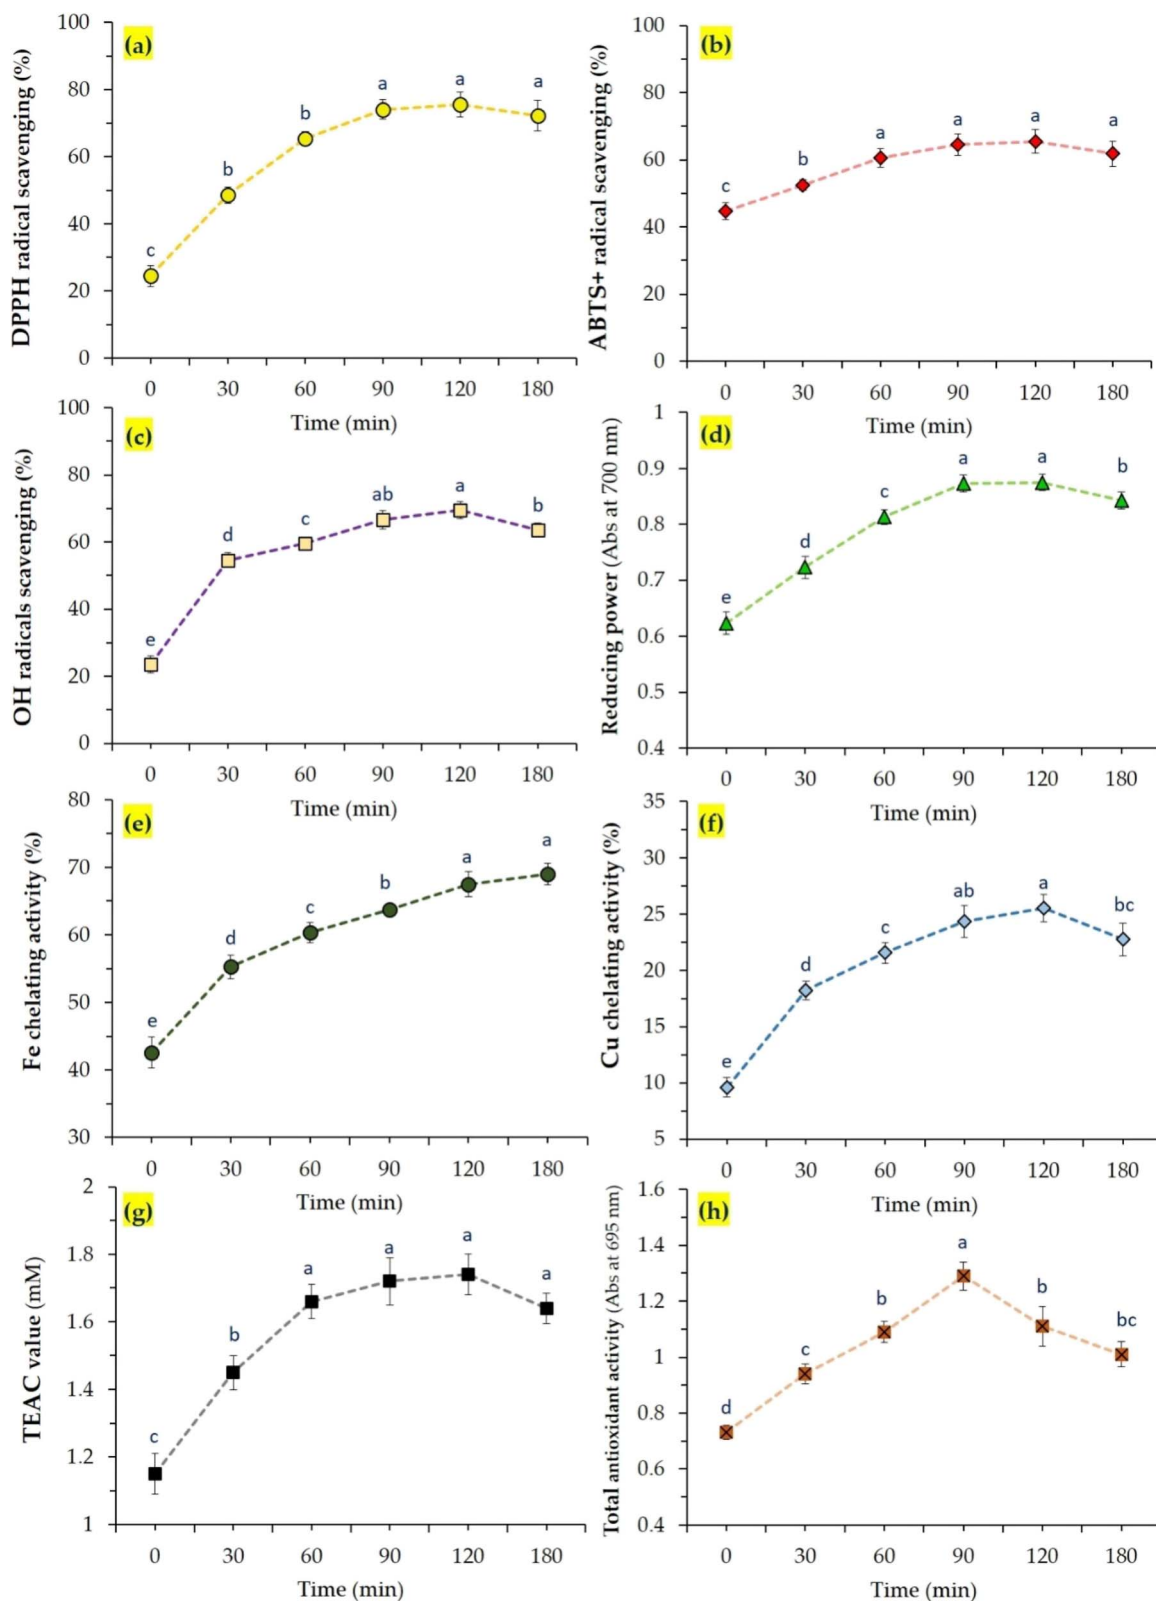 (a)
DPPH radical scavenging (%)
100
80
60
40
20
0
c
b
b
a
a
a
0 30 60 90 120 180
Time (min)
(b)
ABTS+ radical scavenging (%)
100
80
60
40
20
0
c
b
a
a
a
a
0 30 60 90 120 180
Time (min)
(c)
OH radicals scavenging (%)
100
80
60
40
20
0
e
d
c
ab
a
b
0 30 60 90 120 180
Time (min)
(d)
Reducing power (Abs at 700 nm)
1
0.9
0.8
0.7
0.6
0.5
0.4
e
d
c
a
a
b
0 30 60 90 120 180
Time (min)
(e)
Fe chelating activity (%)
80
70
60
50
40
30
e
d
c
b
a
a
0 30 60 90 120 180
Time (min)
(f)
Cu chelating activity (%)
35
30
25
20
15
10
5
e
d
c
ab
a
bc
0 30 60 90 120 180
Time (min)
(g)
TEAC value (mM)
2
1.8
1.6
1.4
1.2
1
c
b
a
a
a
a
0 30 60 90 120 180
Time (min)
(h)
Total antioxidant activity (Abs at 695 nm)
1.6
1.4
1.2
1
0.8
0.6
0.4
d
c
b
a
b
bc
0 30 60 90 120 180
Time (min)